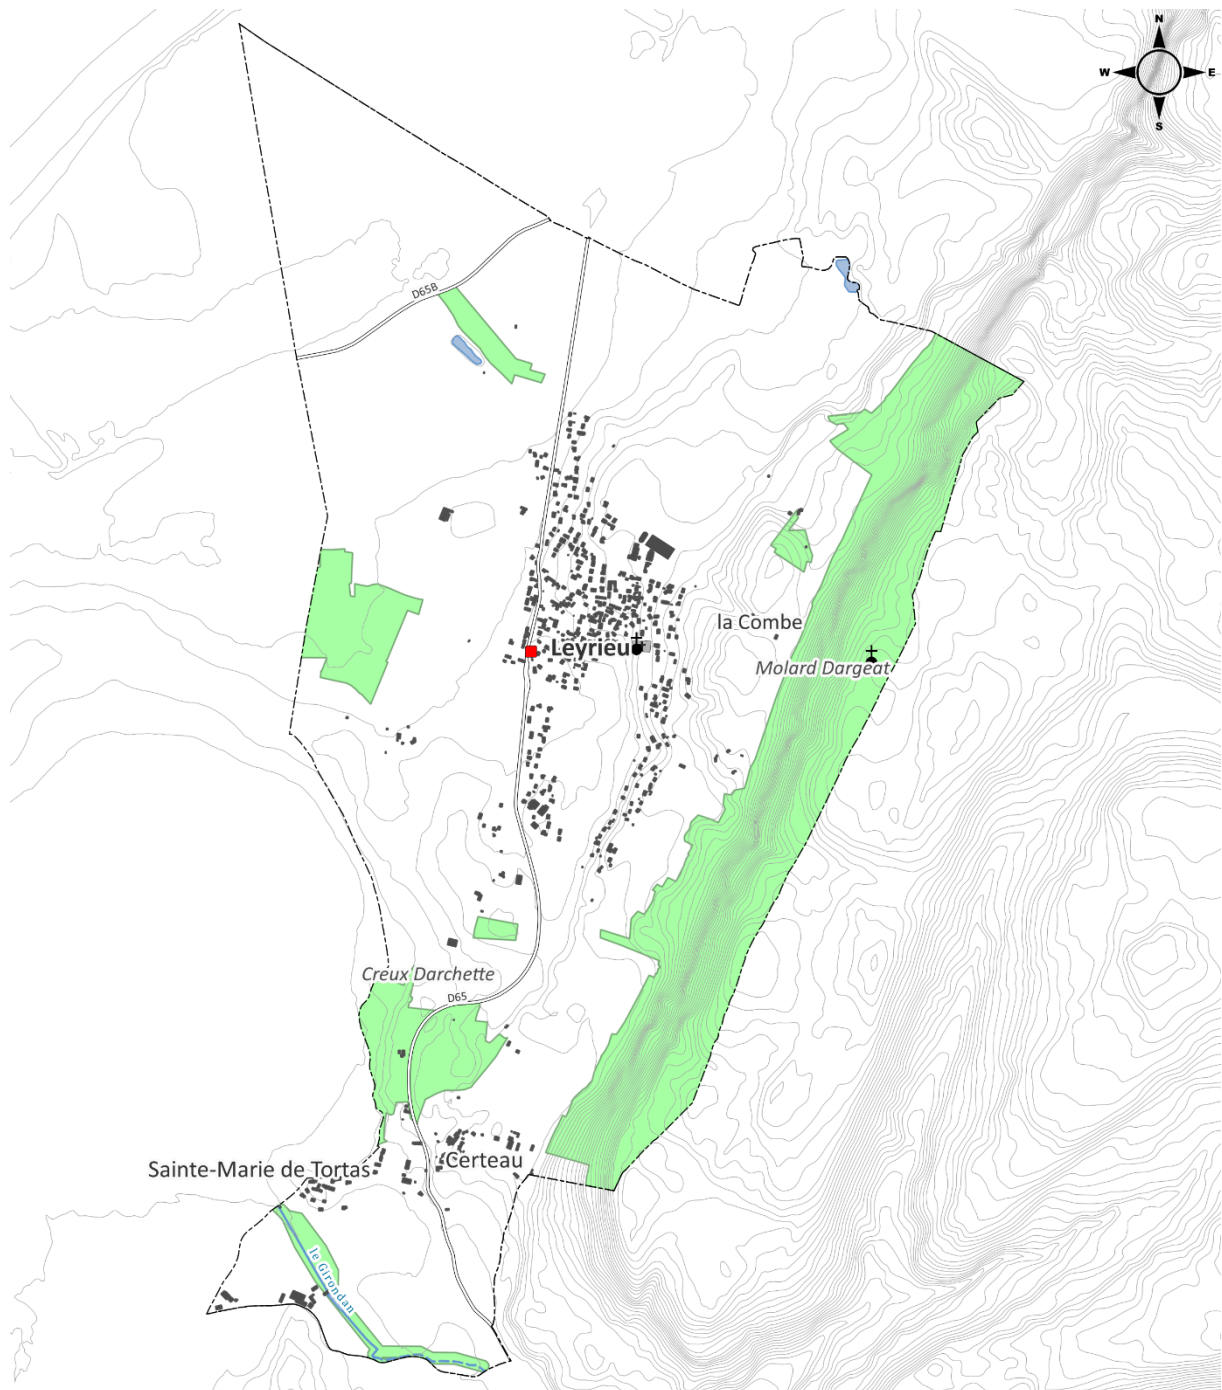 N
W E
S
D65B
la Combe
Leyrieu
Molard Dargeat
Creux Darchette
D65
Certeau
Sainte-Marie de Tortas
le Girondan